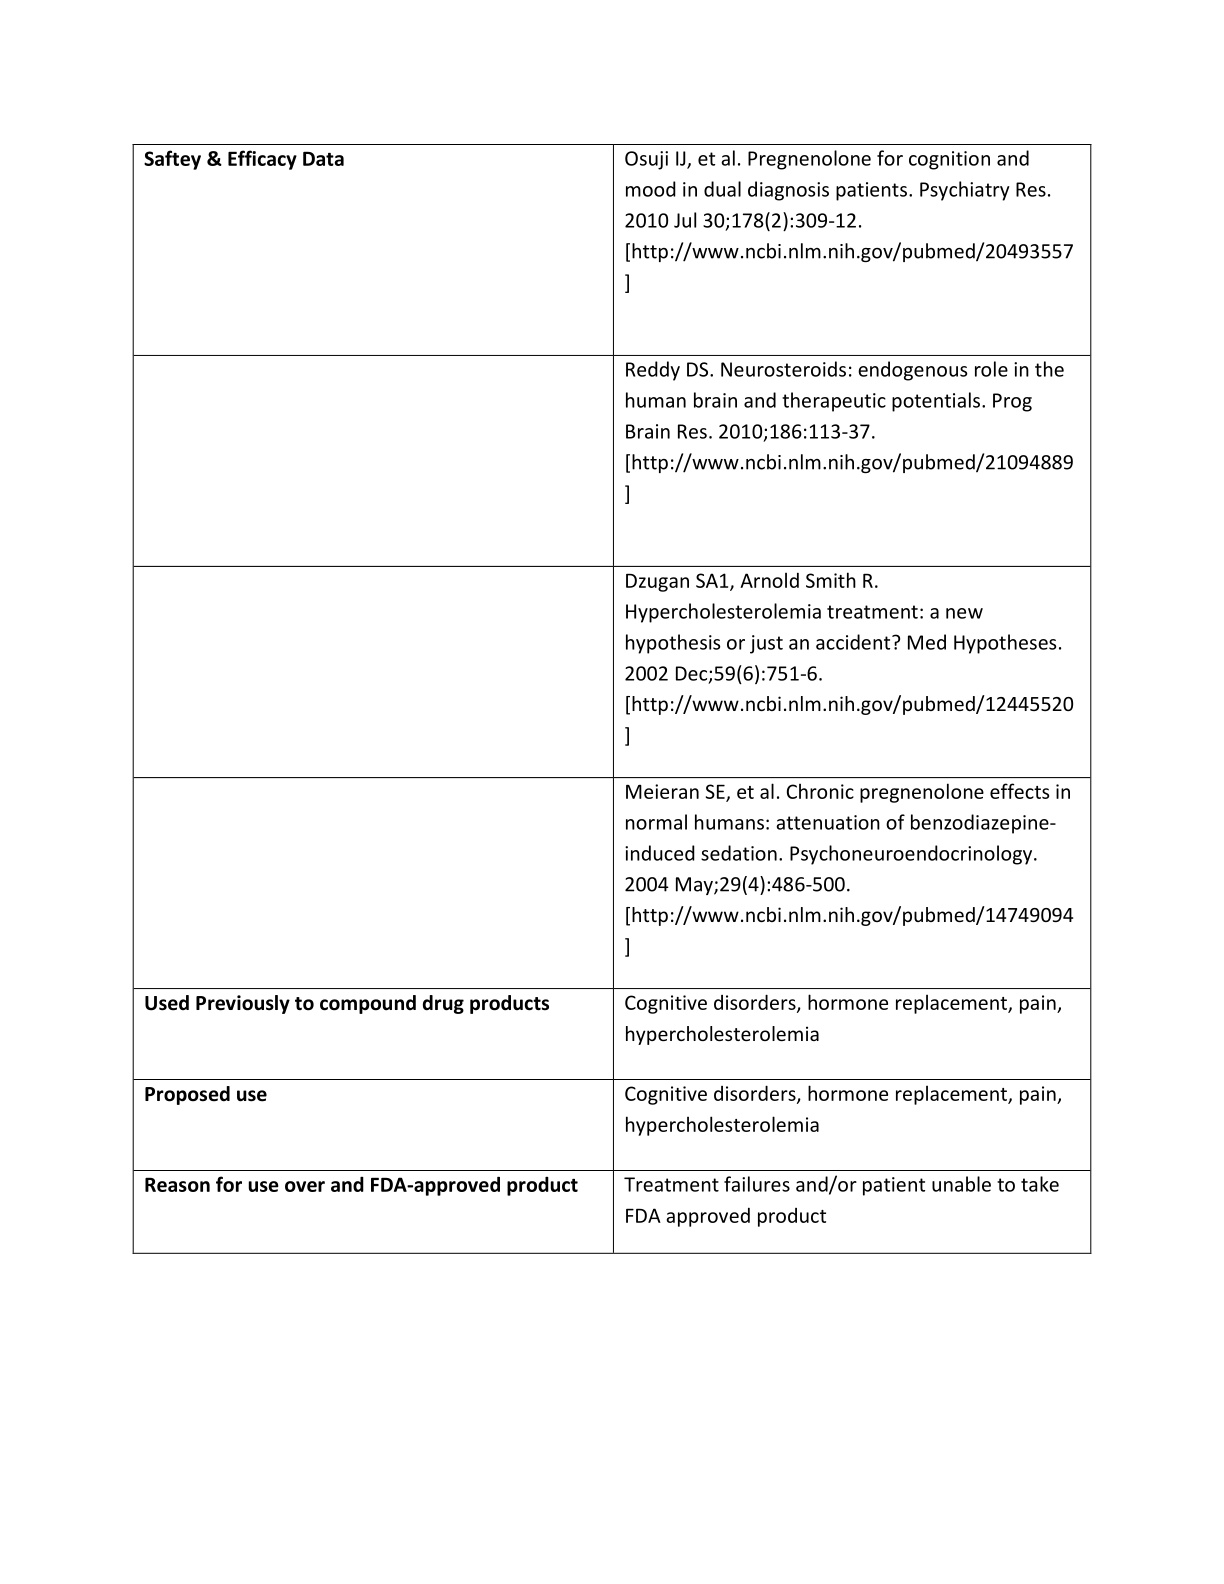 Saftey & Efficacy Data
Osuji IJ, et al. Pregnenolone for cognition and
mood in dual diagnosis patients. Psychiatry Res.
2010 Jul 30;178(2):309-12.
[http://www.ncbi.nlm.nih.gov/pubmed/20493557
]
Reddy DS. Neurosteroids: endogenous role in the
human brain and therapeutic potentials. Prog
Brain Res. 2010;186:113-37.
[http://www.ncbi.nlm.nih.gov/pubmed/21094889
]
Dzugan SA1, Arnold Smith R.
Hypercholesterolemia treatment: a new
hypothesis or just an accident? Med Hypotheses.
2002 Dec;59(6):751-6.
[http://www.ncbi.nlm.nih.gov/pubmed/12445520
]
Meieran SE, et al. Chronic pregnenolone effects in
normal humans: attenuation of benzodiazepine-
induced sedation. Psychoneuroendocrinology.
2004 May;29(4):486-500.
[http://www.ncbi.nlm.nih.gov/pubmed/14749094
]
Used Previously to compound drug products
Cognitive disorders, hormone replacement, pain,
hypercholesterolemia
Proposed use
Cognitive disorders, hormone replacement, pain,
hypercholesterolemia
Reason for use over and FDA-approved product
Treatment failures and/or patient unable to take
FDA approved product